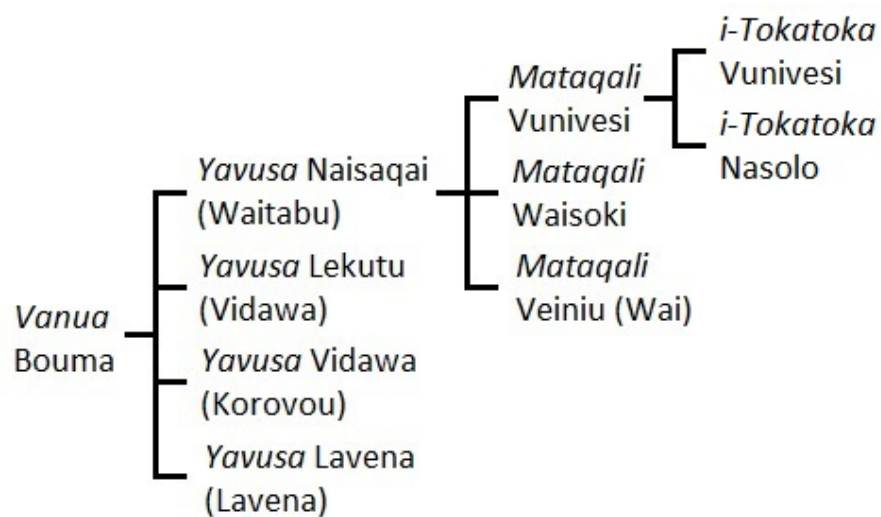 Vanua
Bouma
Yavusa Naisaqai
(Waitabu)
Yavusa Lekutu
(Vidawa)
Yavusa Vidawa
(Korovou)
Yavusa Lavena
(Lavena)
Mataqali
Vunivesi
Mataqali
Waisoki
Mataqali
Veiniu (Wai)
i-Tokatoka
Vunivesi
i-Tokatoka
Nasolo